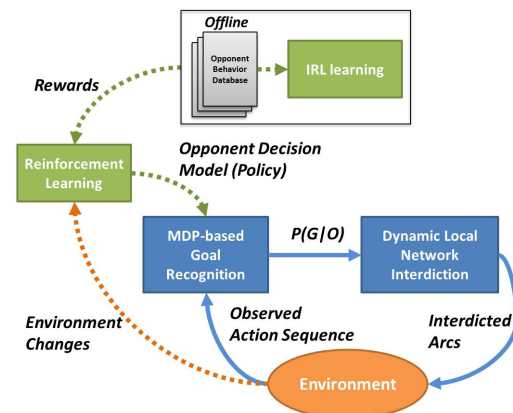 Offline
Opponent
Behavior
Database
IRL learning
Rewards
Reinforcement
Learning
Opponent Decision
Model (Policy)
MDP-based
Goal
Recognition
P(G|O)
Dynamic Local
Network
Interdiction
Environment
Changes
Observed
Action Sequence
Interdicted
Arcs
Environment